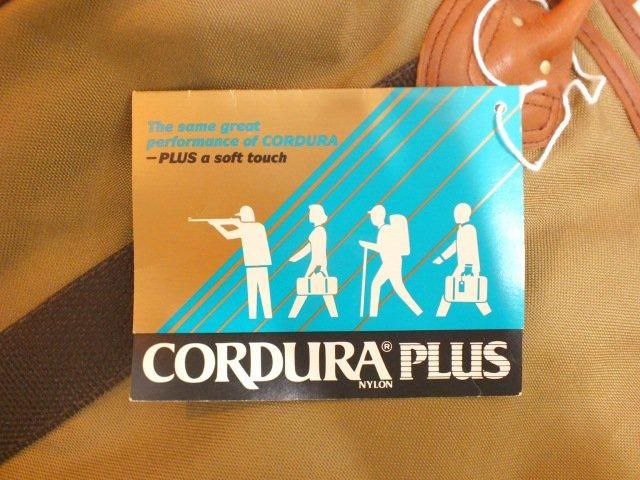 The same great
performance of CORDURA
—PLUS a soft touch
CORDURA® PLUS
NYLON